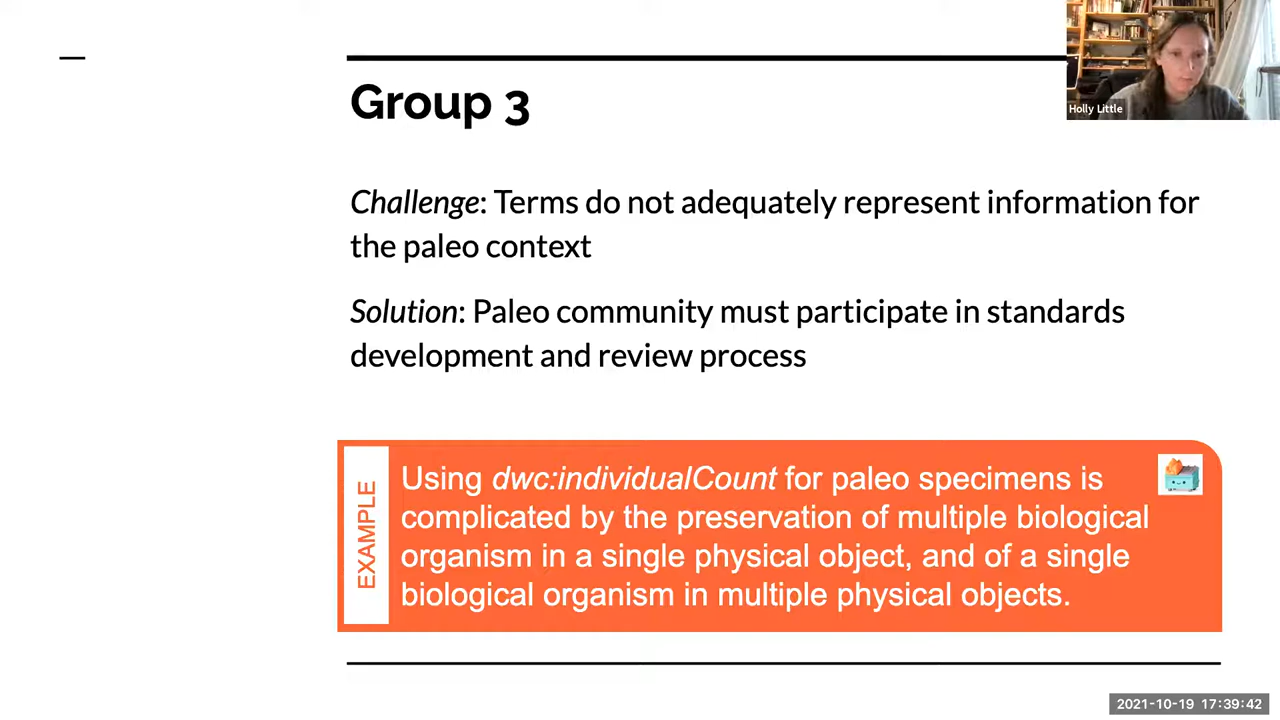 Holly Little
Group 3
Challenge: Terms do not adequately represent information for
the paleo context
Solution: Paleo community must participate in standards
development and review process
EXAMPLE
Using dwc:individualCount for paleo specimens is
complicated by the preservation of multiple biological
organism in a single physical object, and of a single
biological organism in multiple physical objects.
2021-10-19 17:39:42